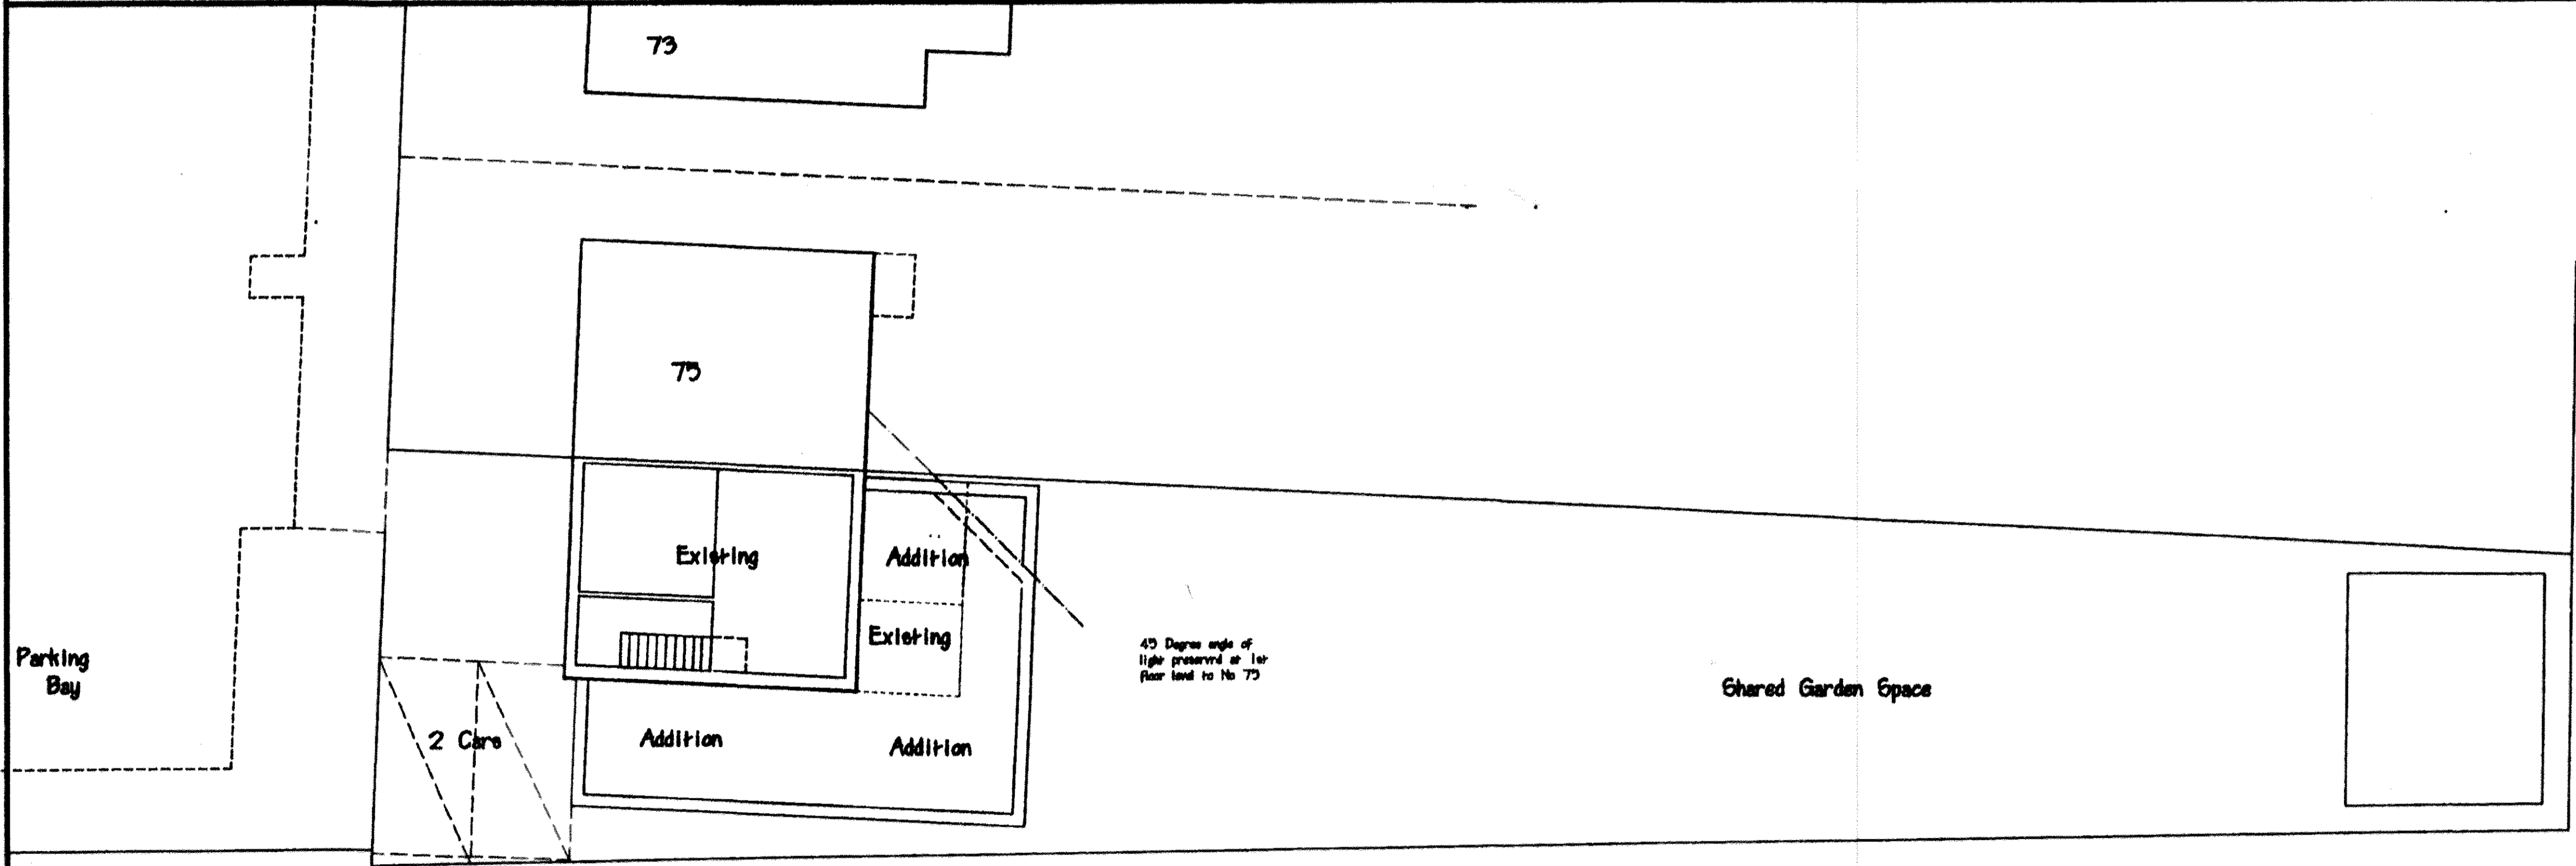 73
75
Existing
Addition
Existing
45 Degree angle of
light preservrd at 1st
floor level to No 75
Parking
Bay
Shared Garden Space
2 Cars
Addition
Addition